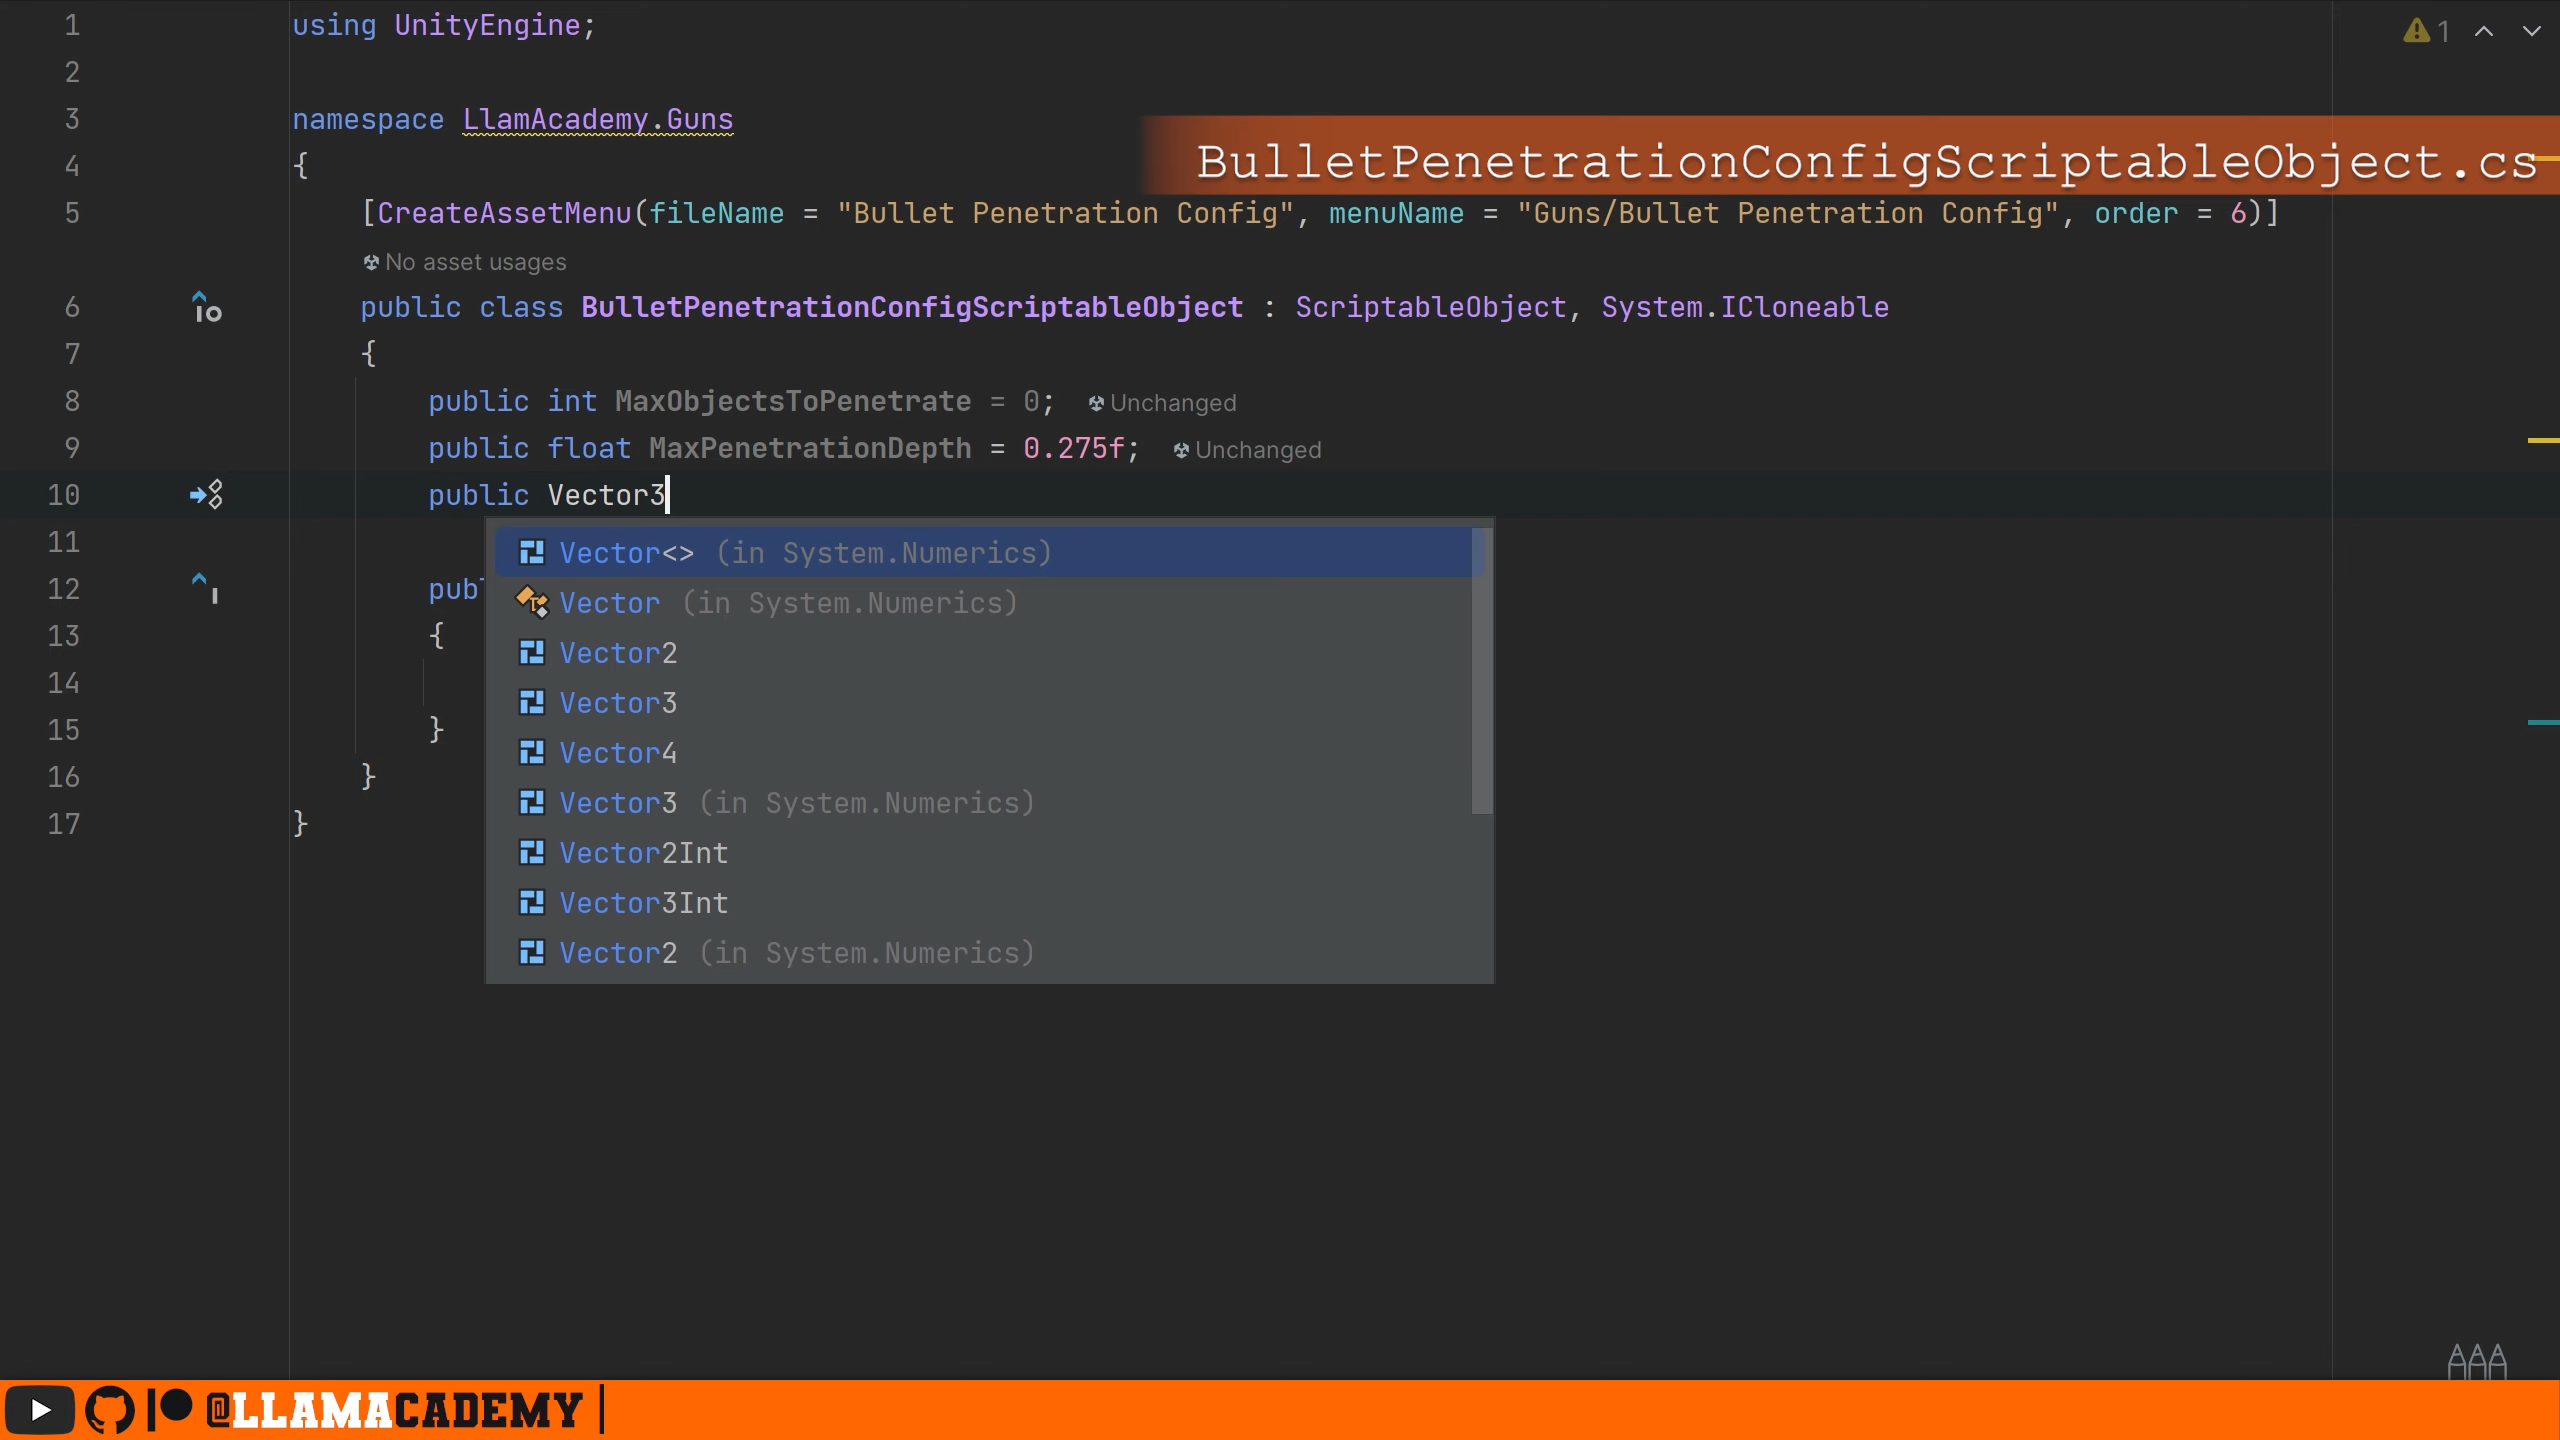 1 using UnityEngine;
1
2
3 namespace LlamAcademy.Guns
BulletPenetrationConfigScriptableObject.cs
4 {
5 [CreateAssetMenu(fileName = "Bullet Penetration Config", menuName = "Guns/Bullet Penetration Config", order = 6)]
No asset usages
6 public class BulletPenetrationConfigScriptableObject : ScriptableObject, System.ICloneable
7 {
8 public int MaxObjectsToPenetrate = 0; Unchanged
9 public float MaxPenetrationDepth = 0.275f; Unchanged
10 public Vector3
11
Vector<> (in System.Numerics)
12 pub
Vector (in System.Numerics)
13 {
Vector2
14
Vector3
15 }
Vector4
16 }
Vector3 (in System.Numerics)
17 }
Vector2Int
Vector3Int
Vector2 (in System.Numerics)
@LLAMACADEMY